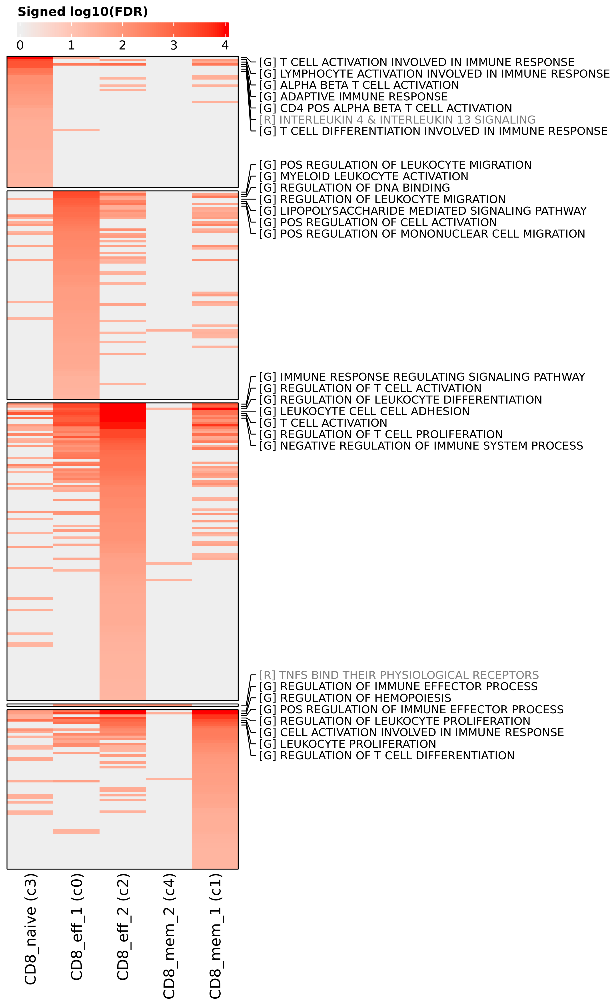 Signed log10(FDR)
0 1 2 3 4
[G] T CELL ACTIVATION INVOLVED IN IMMUNE RESPONSE
[G] LYMPHOCYTE ACTIVATION INVOLVED IN IMMUNE RESPONSE
[G] ALPHA BETA T CELL ACTIVATION
[G] ADAPTIVE IMMUNE RESPONSE
[G] CD4 POS ALPHA BETA T CELL ACTIVATION
[R] INTERLEUKIN 4 & INTERLEUKIN 13 SIGNALING
[G] T CELL DIFFERENTIATION INVOLVED IN IMMUNE RESPONSE
[G] POS REGULATION OF LEUKOCYTE MIGRATION
[G] MYELOID LEUKOCYTE ACTIVATION
[G] REGULATION OF DNA BINDING
[G] REGULATION OF LEUKOCYTE MIGRATION
[G] LIPOPOLYSACCHARIDE MEDIATED SIGNALING PATHWAY
[G] POS REGULATION OF CELL ACTIVATION
[G] POS REGULATION OF MONONUCLEAR CELL MIGRATION
[G] IMMUNE RESPONSE REGULATING SIGNALING PATHWAY
[G] REGULATION OF T CELL ACTIVATION
[G] REGULATION OF LEUKOCYTE DIFFERENTIATION
[G] LEUKOCYTE CELL CELL ADHESION
[G] T CELL ACTIVATION
[G] REGULATION OF T CELL PROLIFERATION
[G] NEGATIVE REGULATION OF IMMUNE SYSTEM PROCESS
[R] TNFS BIND THEIR PHYSIOLOGICAL RECEPTORS
[G] REGULATION OF IMMUNE EFFECTOR PROCESS
[G] REGULATION OF HEMOPOIESIS
[G] POS REGULATION OF IMMUNE EFFECTOR PROCESS
[G] REGULATION OF LEUKOCYTE PROLIFERATION
[G] CELL ACTIVATION INVOLVED IN IMMUNE RESPONSE
[G] LEUKOCYTE PROLIFERATION
[G] REGULATION OF T CELL DIFFERENTIATION
CD8_naive (c3)
CD8_eff_1 (c0)
CD8_eff_2 (c2)
CD8_mem_2 (c4)
CD8_mem_1 (c1)